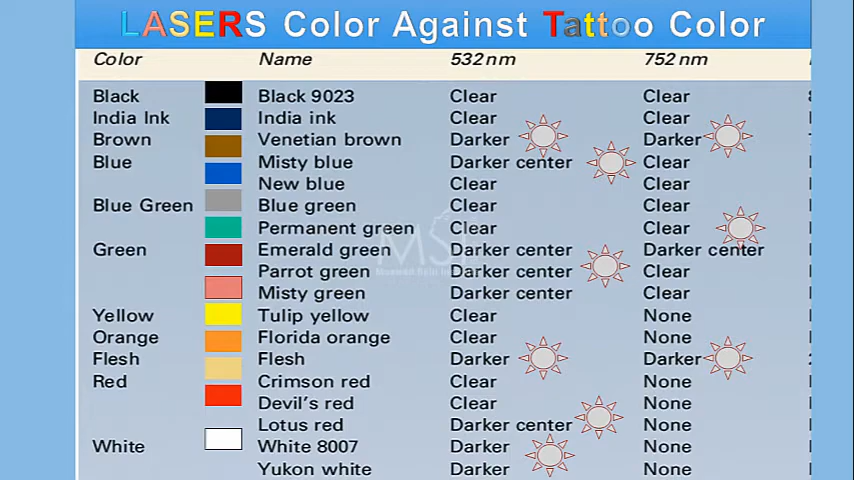 LASERS Color Against Tattoo Color
Color Name 532 nm 752 nm
Black Black 9023 Clear Clear
India Ink India ink Clear Clear
Brown Venetian brown Darker Darker
Blue Misty blue Darker center Clear
New blue Clear Clear
Blue Green Blue green Clear Clear
Permanent green Clear Clear
Green Emerald green Darker center Darker center
Parrot green Darker center Clear
Misty green Darker center Clear
Yellow Tulip yellow Clear None
Orange Florida orange Clear None
Flesh Flesh Darker Darker
Red Crimson red Clear None
Devil's red Clear None
Lotus red Darker center None
White White 8007 Darker None
Yukon white Darker None
MSI